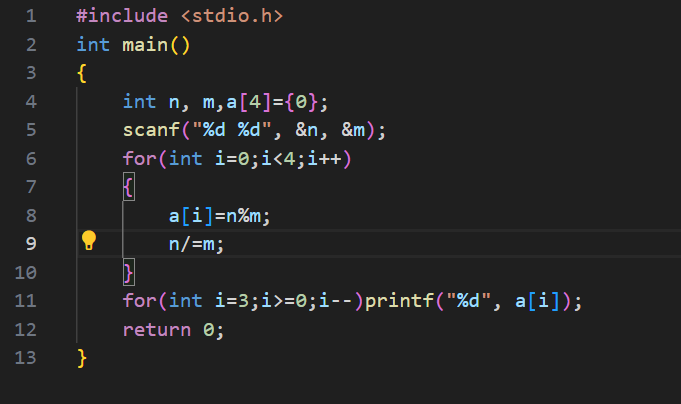 1 #include <stdio.h>
2 int main()
3 {
4     int n, m,a[4]={0};
5     scanf("%d %d", &n, &m);
6     for(int i=0;i<4;i++)
7     {
8         a[i]=n%m;
9         n/=m;
10     }
11     for(int i=3;i>=0;i--)printf("%d", a[i]);
12     return 0;
13 }